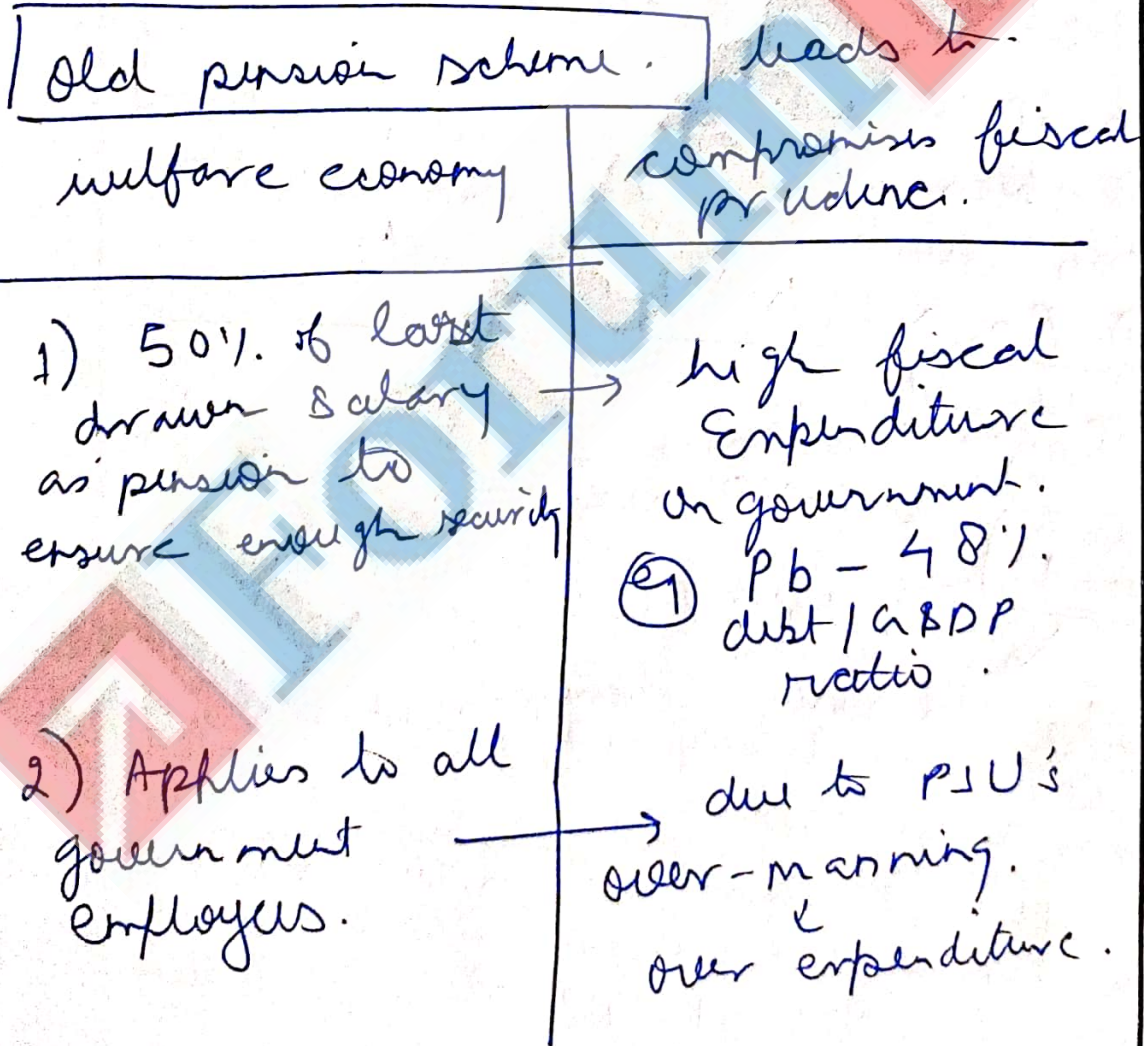 Old pension scheme. leads to
welfare economy
compromises fiscal
prudence.
1) 50% of last
drawn salary
as pension to
ensure enough security
→ high fiscal
Expenditure
on government.
eg Pb - 48%
debt/GSDP
ratio.
2) Applies to all
government
employees.
→ due to PSU's
over-manning.
over expenditure.
Forum